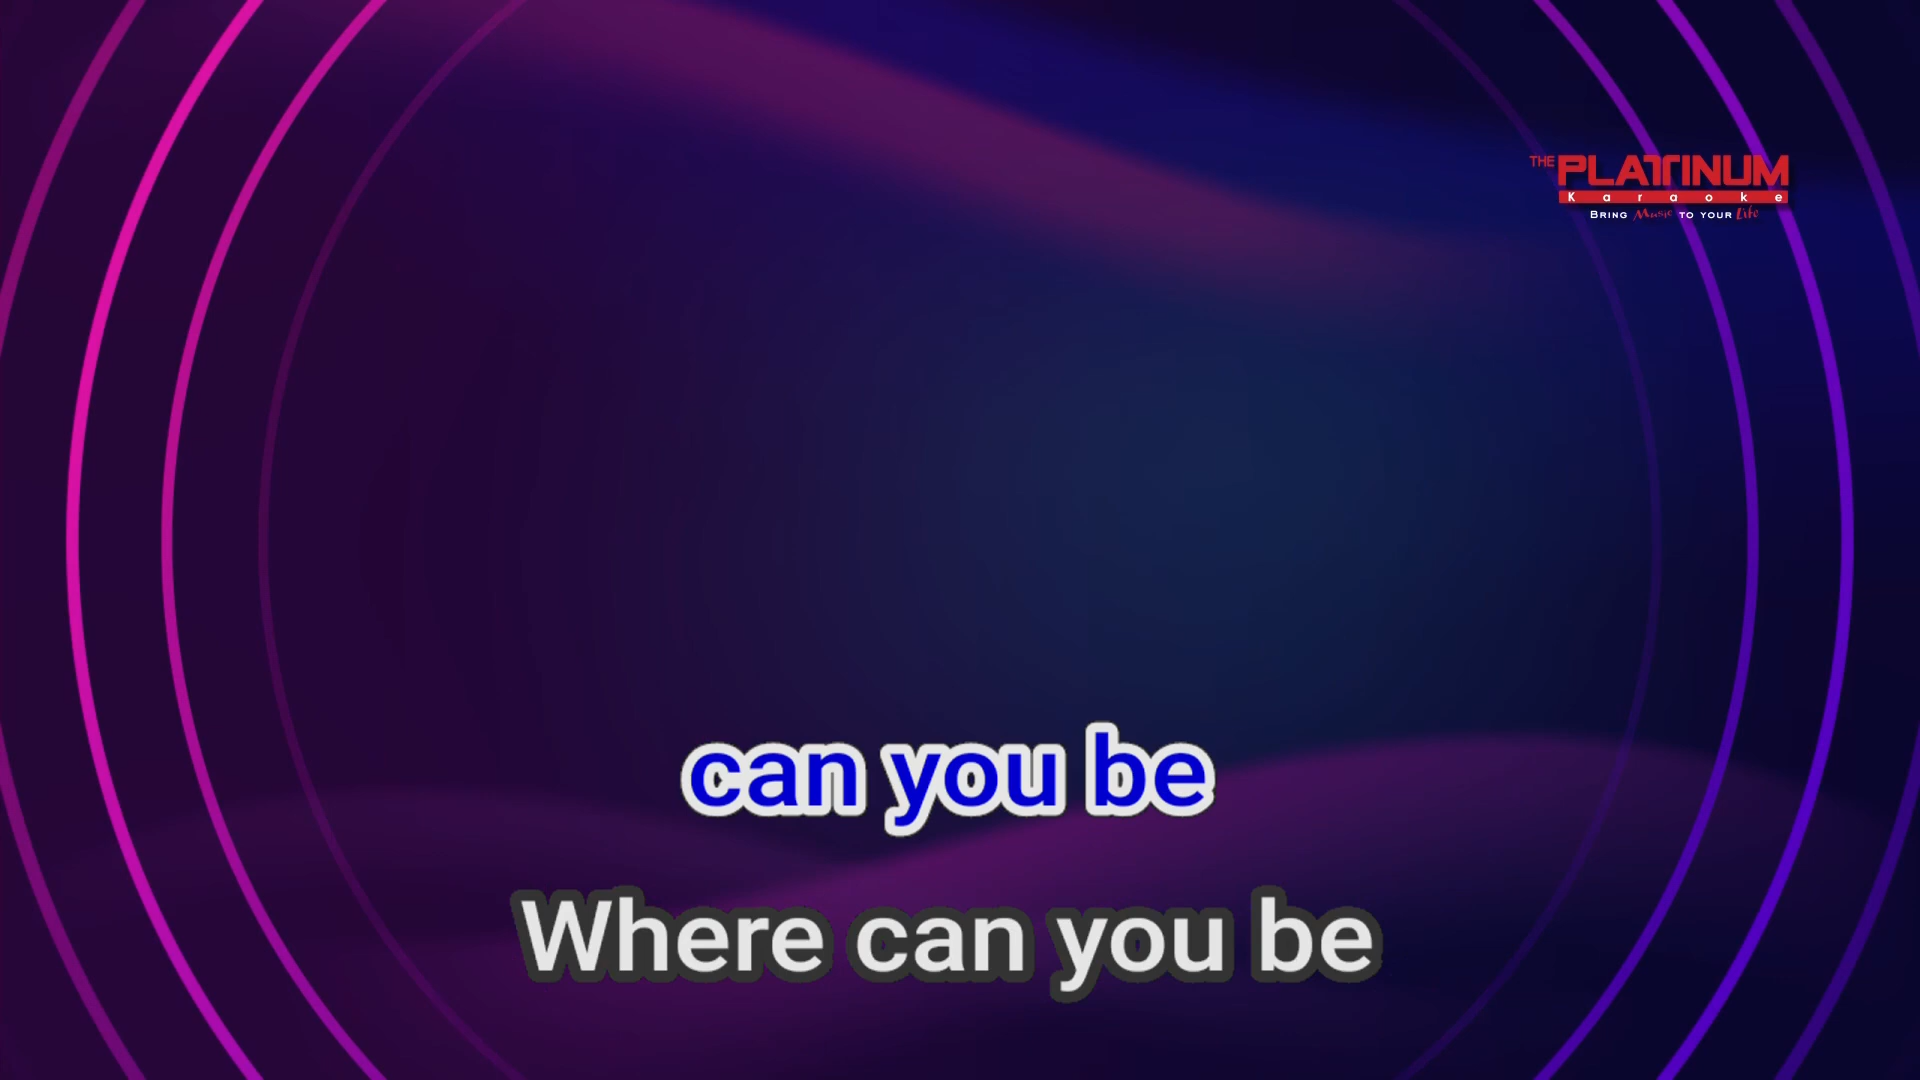 THE PLATINUM
Karaoke
BRING Music TO YOUR Life
can you be
Where can you be